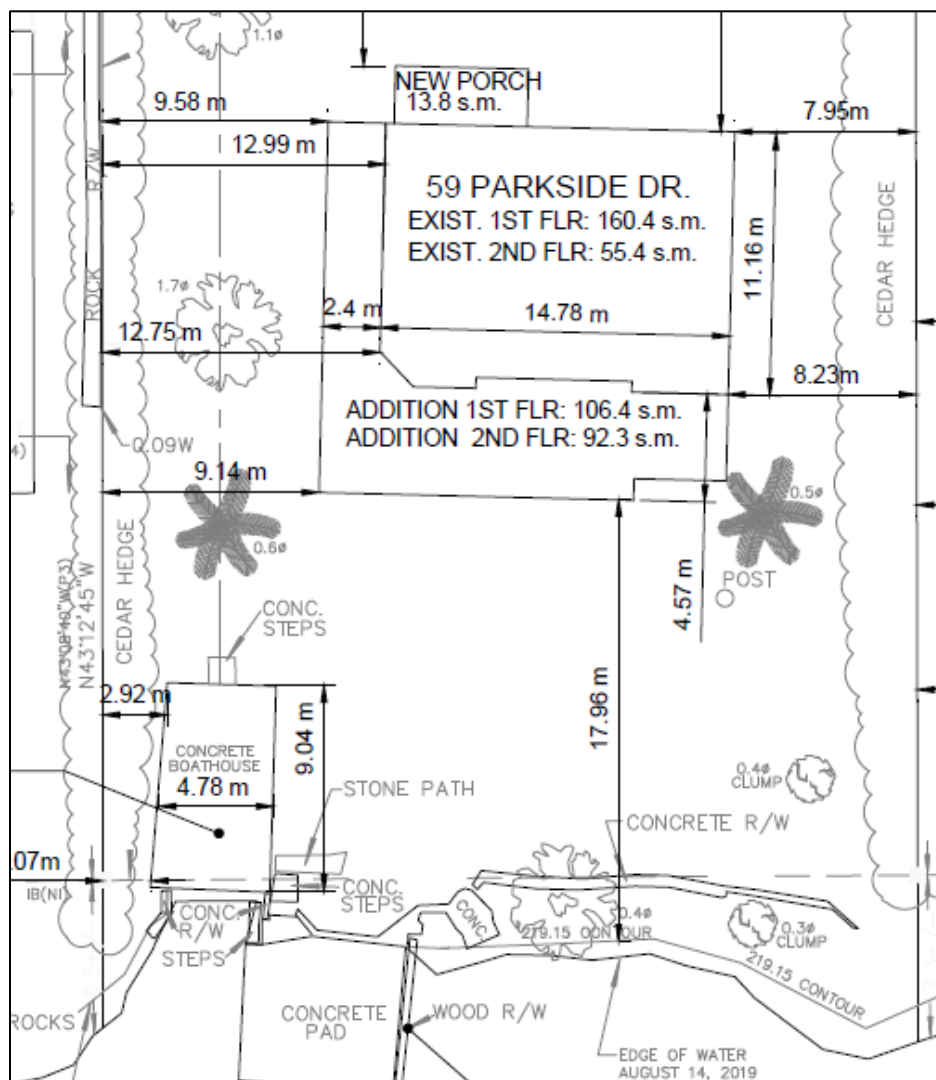 1.1ø
NEW PORCH
13.8 s.m.
9.58 m
7.95m
12.99 m
R/W
ROCK
59 PARKSIDE DR.
EXIST. 1ST FLR: 160.4 s.m.
EXIST. 2ND FLR: 55.4 s.m.
11.16 m
CEDAR HEDGE
1.7ø
2.4 m
14.78 m
12.75 m
8.23m
ADDITION 1ST FLR: 106.4 s.m.
ADDITION 2ND FLR: 92.3 s.m.
0.09W
4)
9.14 m
0.5ø
0.6ø
POST
4.57 m
CONC.
STEPS
N43°12'45"W
CEDAR HEDGE
2.92 m
17.96 m
9.04 m
CONCRETE
BOATHOUSE
4.78 m
STONE PATH
0.4ø
CLUMP
CONCRETE R/W
.07m
IB(NI)
CONC.
STEPS
CONC.
R/W
STEPS
CONC.
0.4ø
219.15 CONTOUR
0.3ø
CLUMP
219.15 CONTOUR
ROCKS
CONCRETE
PAD
WOOD R/W
EDGE OF WATER
AUGUST 14, 2019